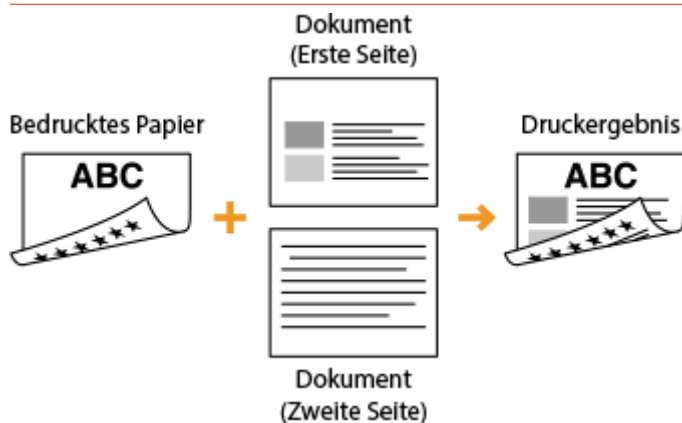 Dokument
(Erste Seite)
Bedrucktes Papier
ABC
Druckergebnis
ABC
Dokument
(Zweite Seite)